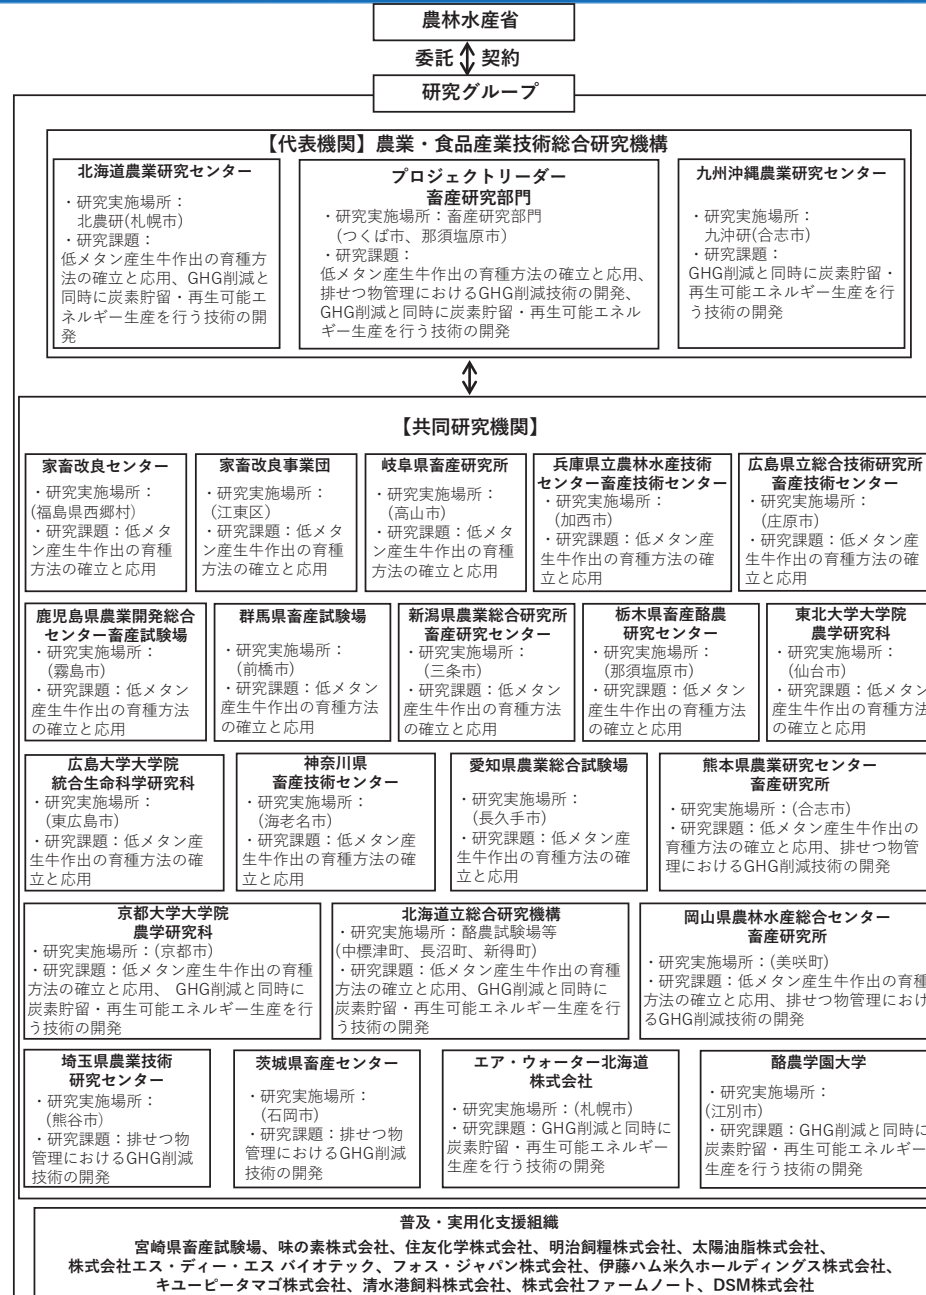 農林水産省
委託 契約
研究グループ
【代表機関】農業・食品産業技術総合研究機構
北海道農業研究センター
・研究実施場所：
北農研(札幌市)
・研究課題：
低メタン産生牛作出の育種方
法の確立と応用、GHG削減と
同時に炭素貯留・再生可能エ
ネルギー生産を行う技術の開
発
プロジェクトリーダー
畜産研究部門
・研究実施場所：畜産研究部門
(つくば市、那須塩原市)
・研究課題：
低メタン産生牛作出の育種方法の確立と応用、
排せつ物管理におけるGHG削減技術の開発、
GHG削減と同時に炭素貯留・再生可能エネル
ギー生産を行う技術の開発
九州沖縄農業研究センター
・研究実施場所：
九沖研(合志市)
・研究課題：
GHG削減と同時に炭素貯留・
再生可能エネルギー生産を行
う技術の開発
【共同研究機関】
家畜改良センター
・研究実施場所：
(福島県西郷村)
・研究課題：低メタ
ン産生牛作出の育種
方法の確立と応用
家畜改良事業団
・研究実施場所：
(江東区)
・研究課題：低メタ
ン産生牛作出の育種
方法の確立と応用
岐阜県畜産研究所
・研究実施場所：
(高山市)
・研究課題：低メタ
ン産生牛作出の育種
方法の確立と応用
兵庫県立農林水産技術
センター畜産技術センター
・研究実施場所：
(加西市)
・研究課題：低メタン産
生牛作出の育種方法の確
立と応用
広島県立総合技術研究所
畜産技術センター
・研究実施場所：
(庄原市)
・研究課題：低メタン産
生牛作出の育種方法の確
立と応用
鹿児島県農業開発総合
センター畜産試験場
・研究実施場所：
(霧島市)
・研究課題：低メタン
産生牛作出の育種方法
の確立と応用
群馬県畜産試験場
・研究実施場所：
(前橋市)
・研究課題：低メタン
産生牛作出の育種方法
の確立と応用
新潟県農業総合研究所
畜産研究センター
・研究実施場所：
(三条市)
・研究課題：低メタン
産生牛作出の育種方法
の確立と応用
栃木県畜産酪農
研究センター
・研究実施場所：
(那須塩原市)
・研究課題：低メタン
産生牛作出の育種方法
の確立と応用
東北大学大学院
農学研究科
・研究実施場所：
(仙台市)
・研究課題：低メタン
産生牛作出の育種方法
の確立と応用
広島大学大学院
統合生命科学研究科
・研究実施場所：
(東広島市)
・研究課題：低メタン産
生牛作出の育種方法の確
立と応用
神奈川県
畜産技術センター
・研究実施場所：
(海老名市)
・研究課題：低メタン産
生牛作出の育種方法の確
立と応用
愛知県農業総合試験場
・研究実施場所：
(長久手市)
・研究課題：低メタン産
生牛作出の育種方法の確
立と応用
熊本県農業研究センター
畜産研究所
・研究実施場所：(合志市)
・研究課題：低メタン産生牛作出の
育種方法の確立と応用、排せつ物管
理におけるGHG削減技術の開発
京都大学大学院
農学研究科
・研究実施場所：(京都市)
・研究課題：低メタン産生牛作出の育種
方法の確立と応用、 GHG削減と同時に
炭素貯留・再生可能エネルギー生産を行
う技術の開発
北海道立総合研究機構
・研究実施場所：酪農試験場等
(中標津町、長沼町、新得町)
・研究課題：低メタン産生牛作出の育種
方法の確立と応用、GHG削減と同時に
炭素貯留・再生可能エネルギー生産を行
う技術の開発
岡山県農林水産総合センター
畜産研究所
・研究実施場所：(美咲町)
・研究課題：低メタン産生牛作出の育種
方法の確立と応用、排せつ物管理におけ
るGHG削減技術の開発
埼玉県農業技術
研究センター
・研究実施場所：
(熊谷市)
・研究課題：排せつ物
管理におけるGHG削減
技術の開発
茨城県畜産センター
・研究実施場所：
(石岡市)
・研究課題：排せつ物
管理におけるGHG削減
技術の開発
エア・ウォーター北海道
株式会社
・研究実施場所：(札幌市)
・研究課題：GHG削減と同時に
炭素貯留・再生可能エネルギー
生産を行う技術の開発
酪農学園大学
・研究実施場所：
(江別市)
・研究課題：GHG削減と同時に
炭素貯留・再生可能エネルギー
生産を行う技術の開発
普及・実用化支援組織
宮崎県畜産試験場、味の素株式会社、住友化学株式会社、明治飼糧株式会社、太陽油脂株式会社、
株式会社エス・ディー・エス バイオテック、フォス・ジャパン株式会社、伊藤ハム米久ホールディングス株式会社、
キユーピータマゴ株式会社、清水港飼料株式会社、株式会社ファームノート、DSM株式会社